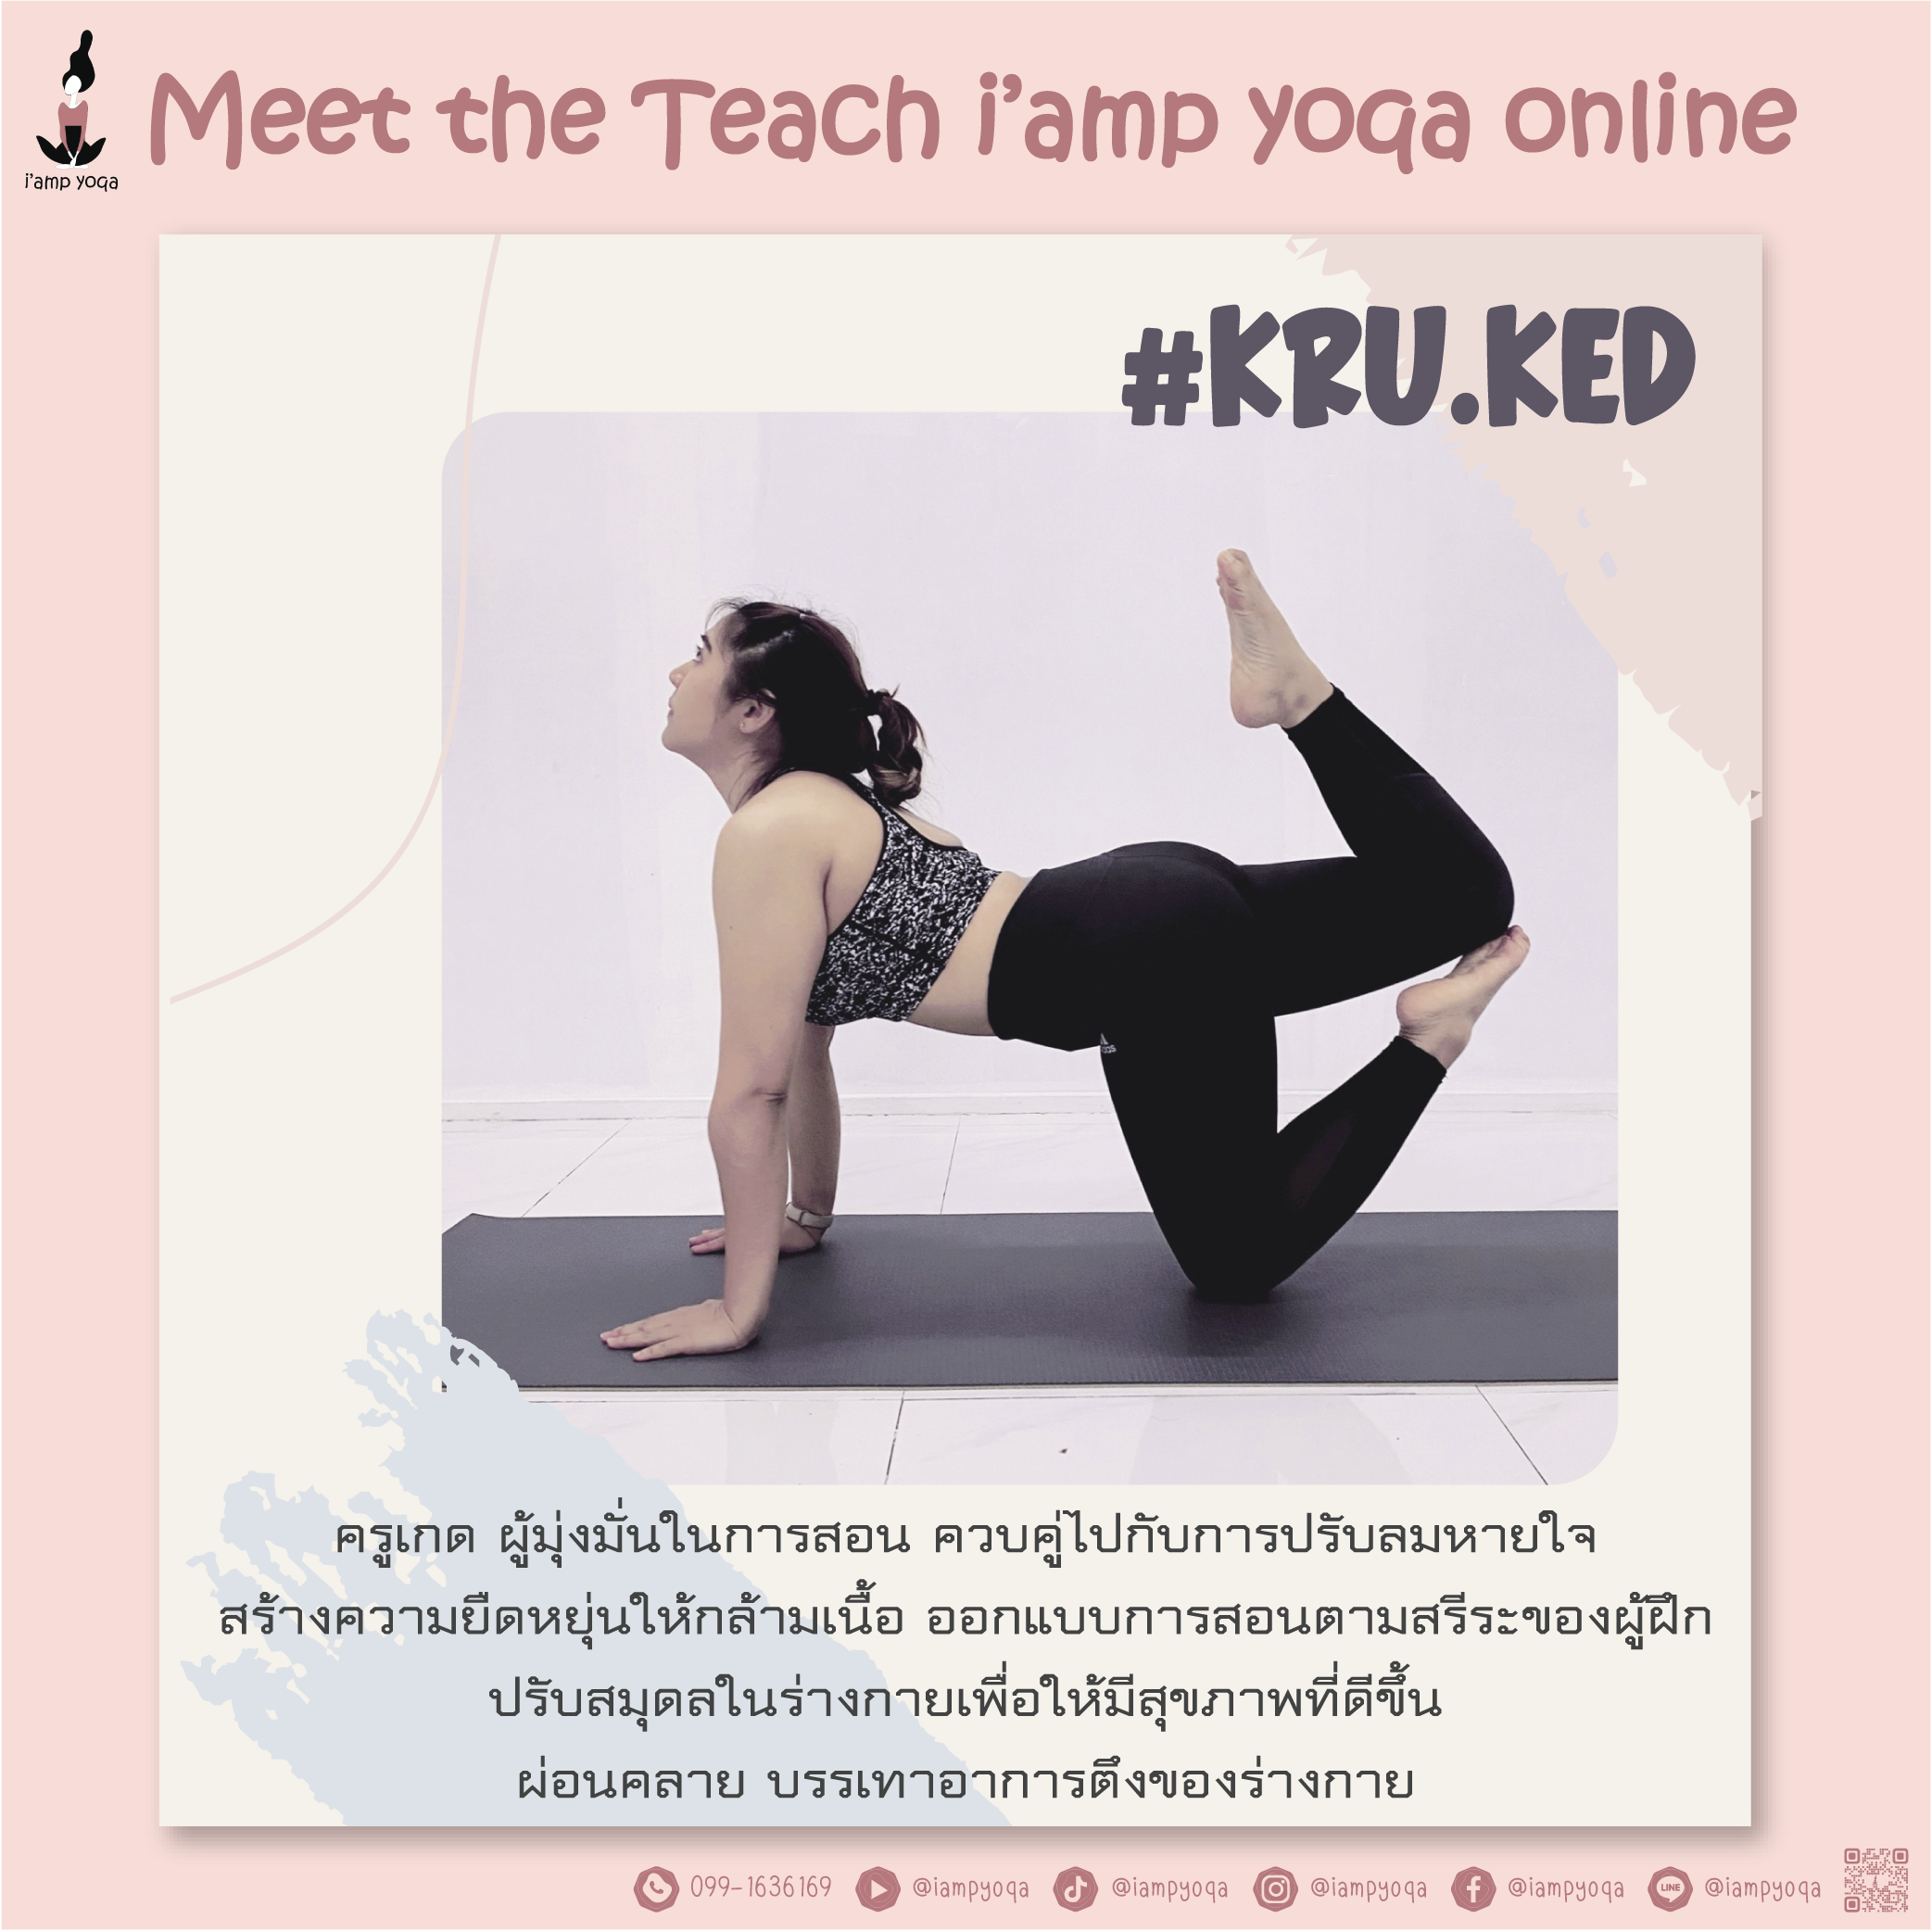 Meet the Teach i'amp yoga online
i'amp yoga
#KRU.KED
ครูเกด ผู้มุ่งมั่นในการสอน ควบคู่ไปกับการปรับลมหายใจ
สร้างความยืดหยุ่นให้กล้ามเนื้อ ออกแบบการสอนตามสรีระของผู้ฝึก
ปรับสมุดลในร่างกายเพื่อให้มีสุขภาพที่ดีขึ้น
ผ่อนคลาย บรรเทาอาการตึงของร่างกาย
099-1636169 @iampyoga @iampyoga @iampyoga @iampyoga LINE @iampyoga